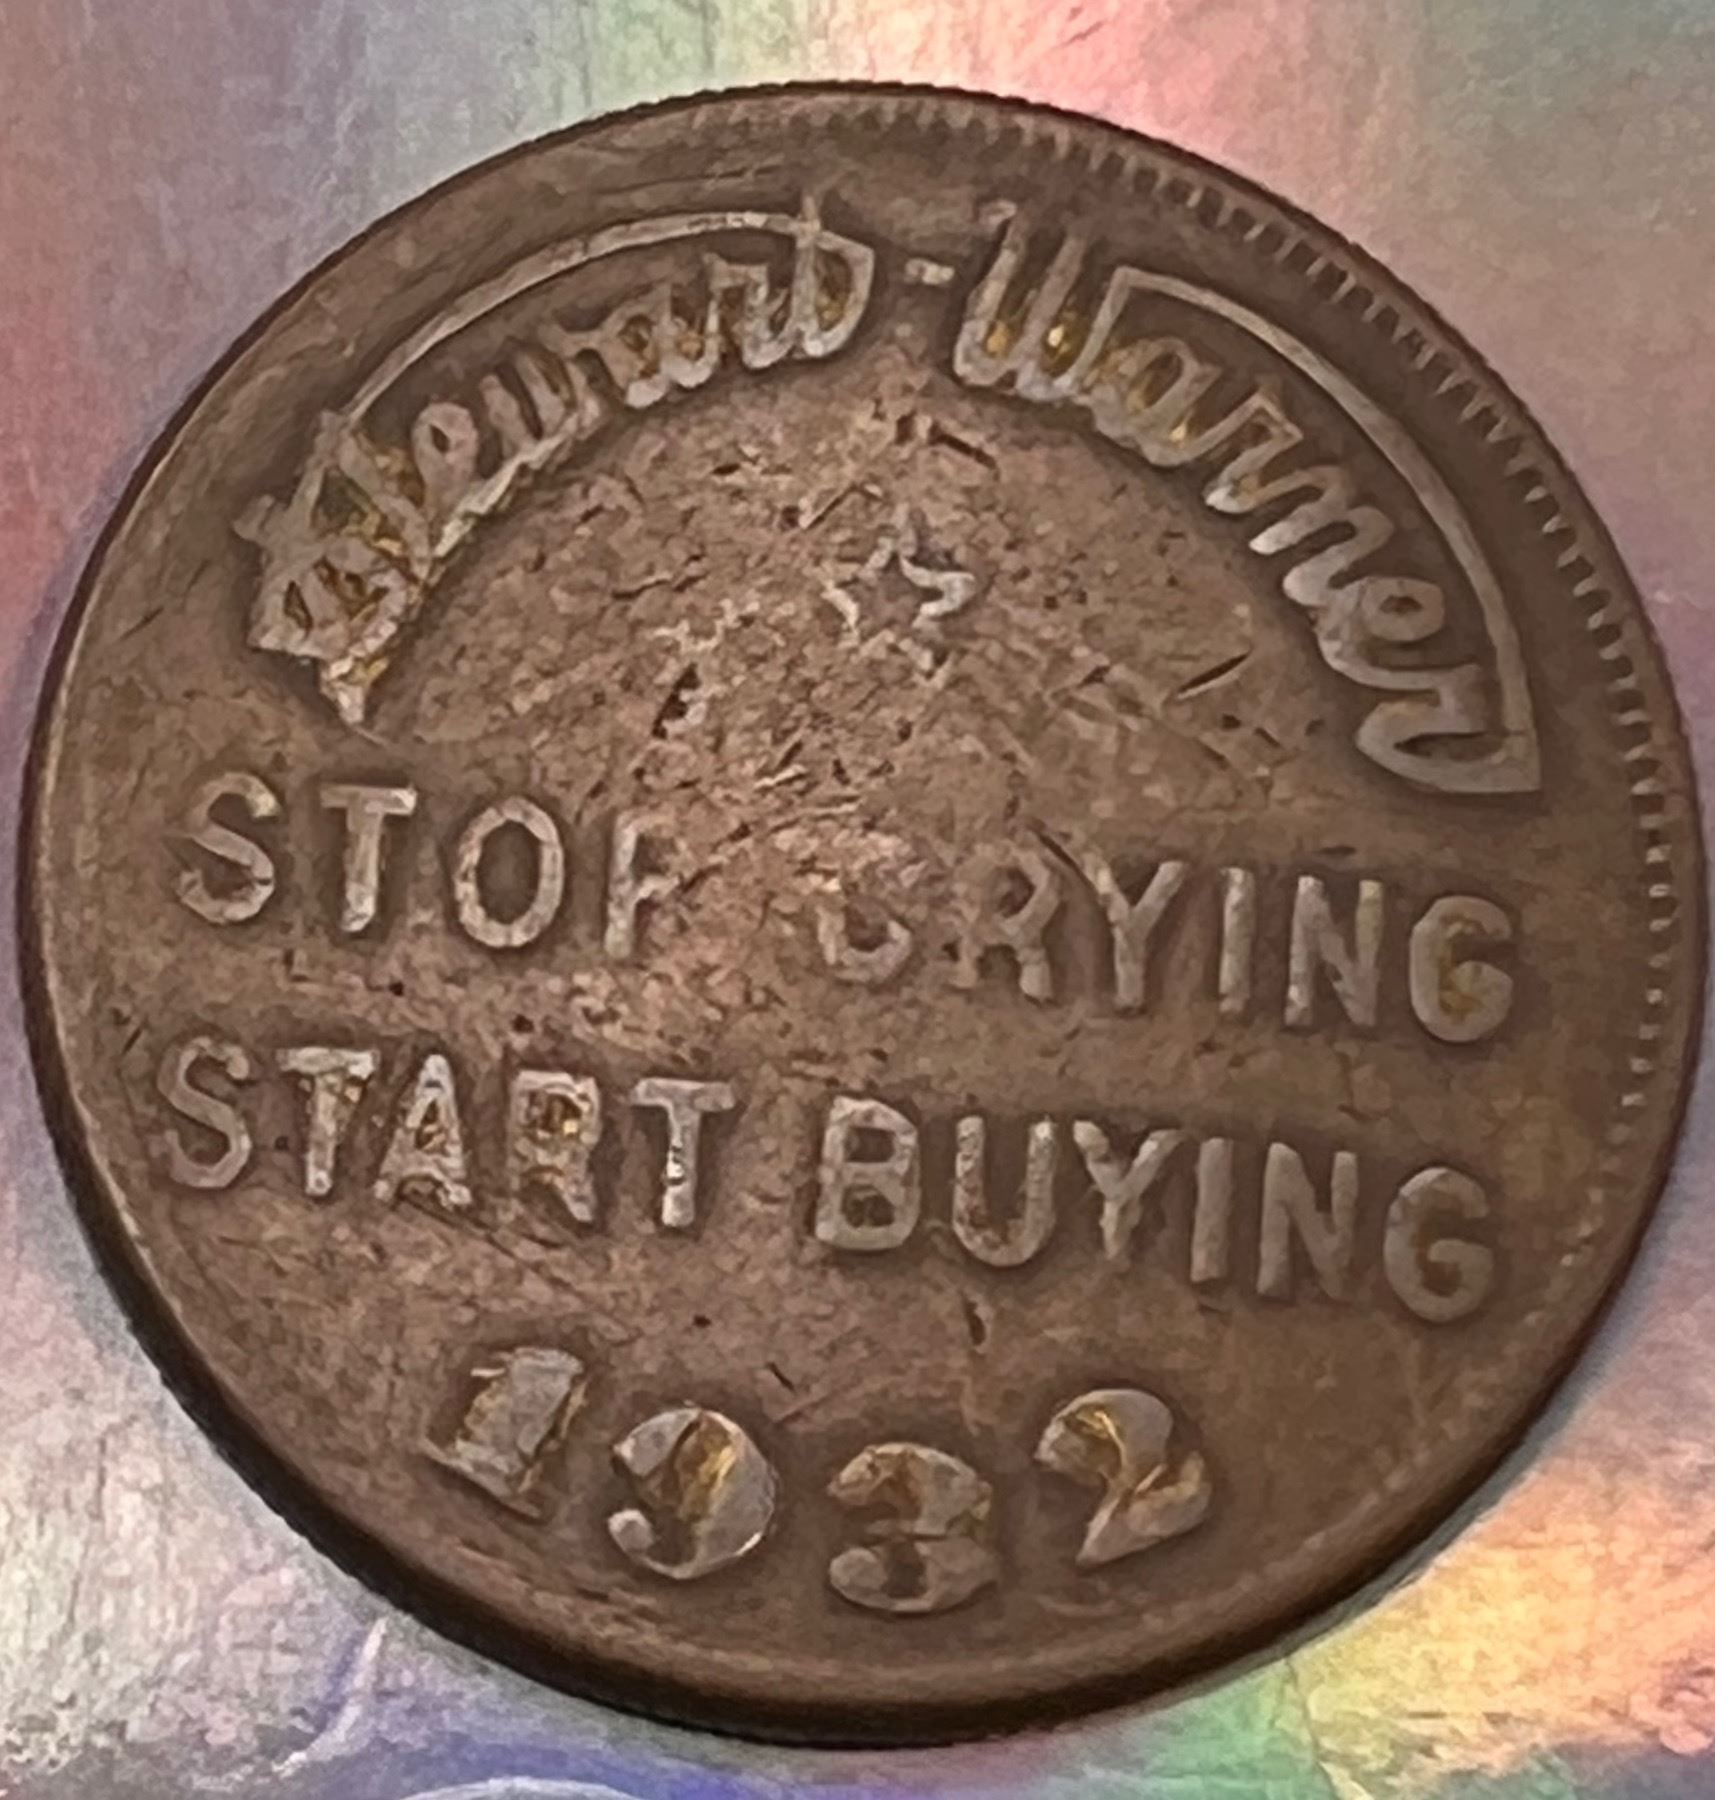 Stewart-Warner
STOP CRYING
START BUYING
1932